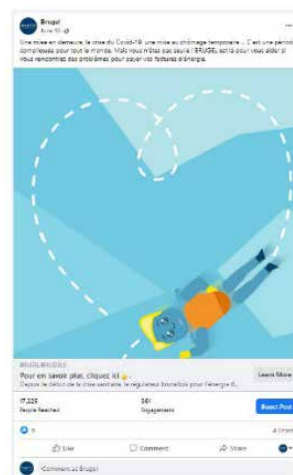 Brugel
Une mise en demeure, la crise du Covid-19, une mise au chômage temporaire ... C'est une période
compliquée pour tout le monde. Mais vous n'êtes pas seul·e ! BRUGEL est là pour vous aider si
vous rencontrez des problèmes pour payer vos factures d'énergie.
BRUGEL.BRUSSELS
Pour en savoir plus, cliquez ici
Depuis le début de la crise sanitaire, le régulateur bruxellois pour l'énergie B...
Learn More
17,225
People Reached
361
Engagements
Boost Post
Like
Comment
Share
Comment as Brugel